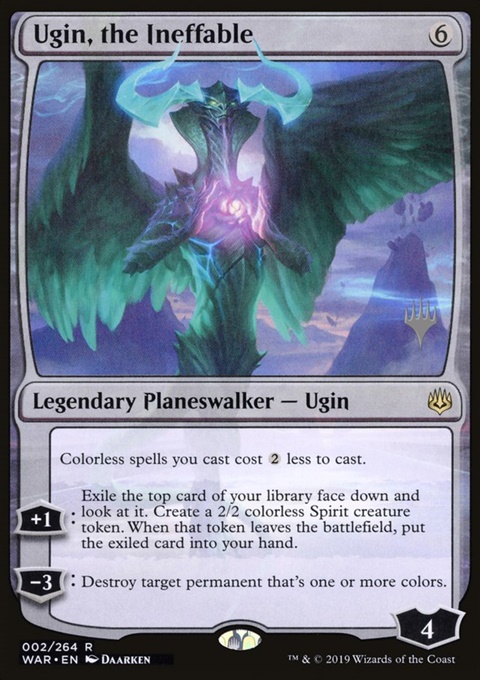 Ugin, the Ineffable 6
Legendary Planeswalker — Ugin
Colorless spells you cast cost 2 less to cast.
+1: Exile the top card of your library face down and
look at it. Create a 2/2 colorless Spirit creature
token. When that token leaves the battlefield, put
the exiled card into your hand.
−3: Destroy target permanent that's one or more colors.
4
002/264 R
WAR • EN Daarken
™ & © 2019 Wizards of the Coast